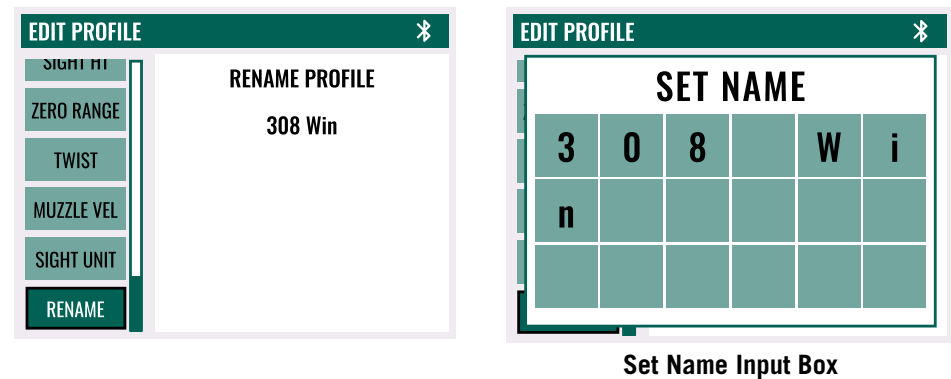 EDIT PROFILE
SIGHT HT
ZERO RANGE
TWIST
MUZZLE VEL
SIGHT UNIT
RENAME
RENAME PROFILE
308 Win
EDIT PROFILE
SET NAME
3 0 8 W i
n
Set Name Input Box